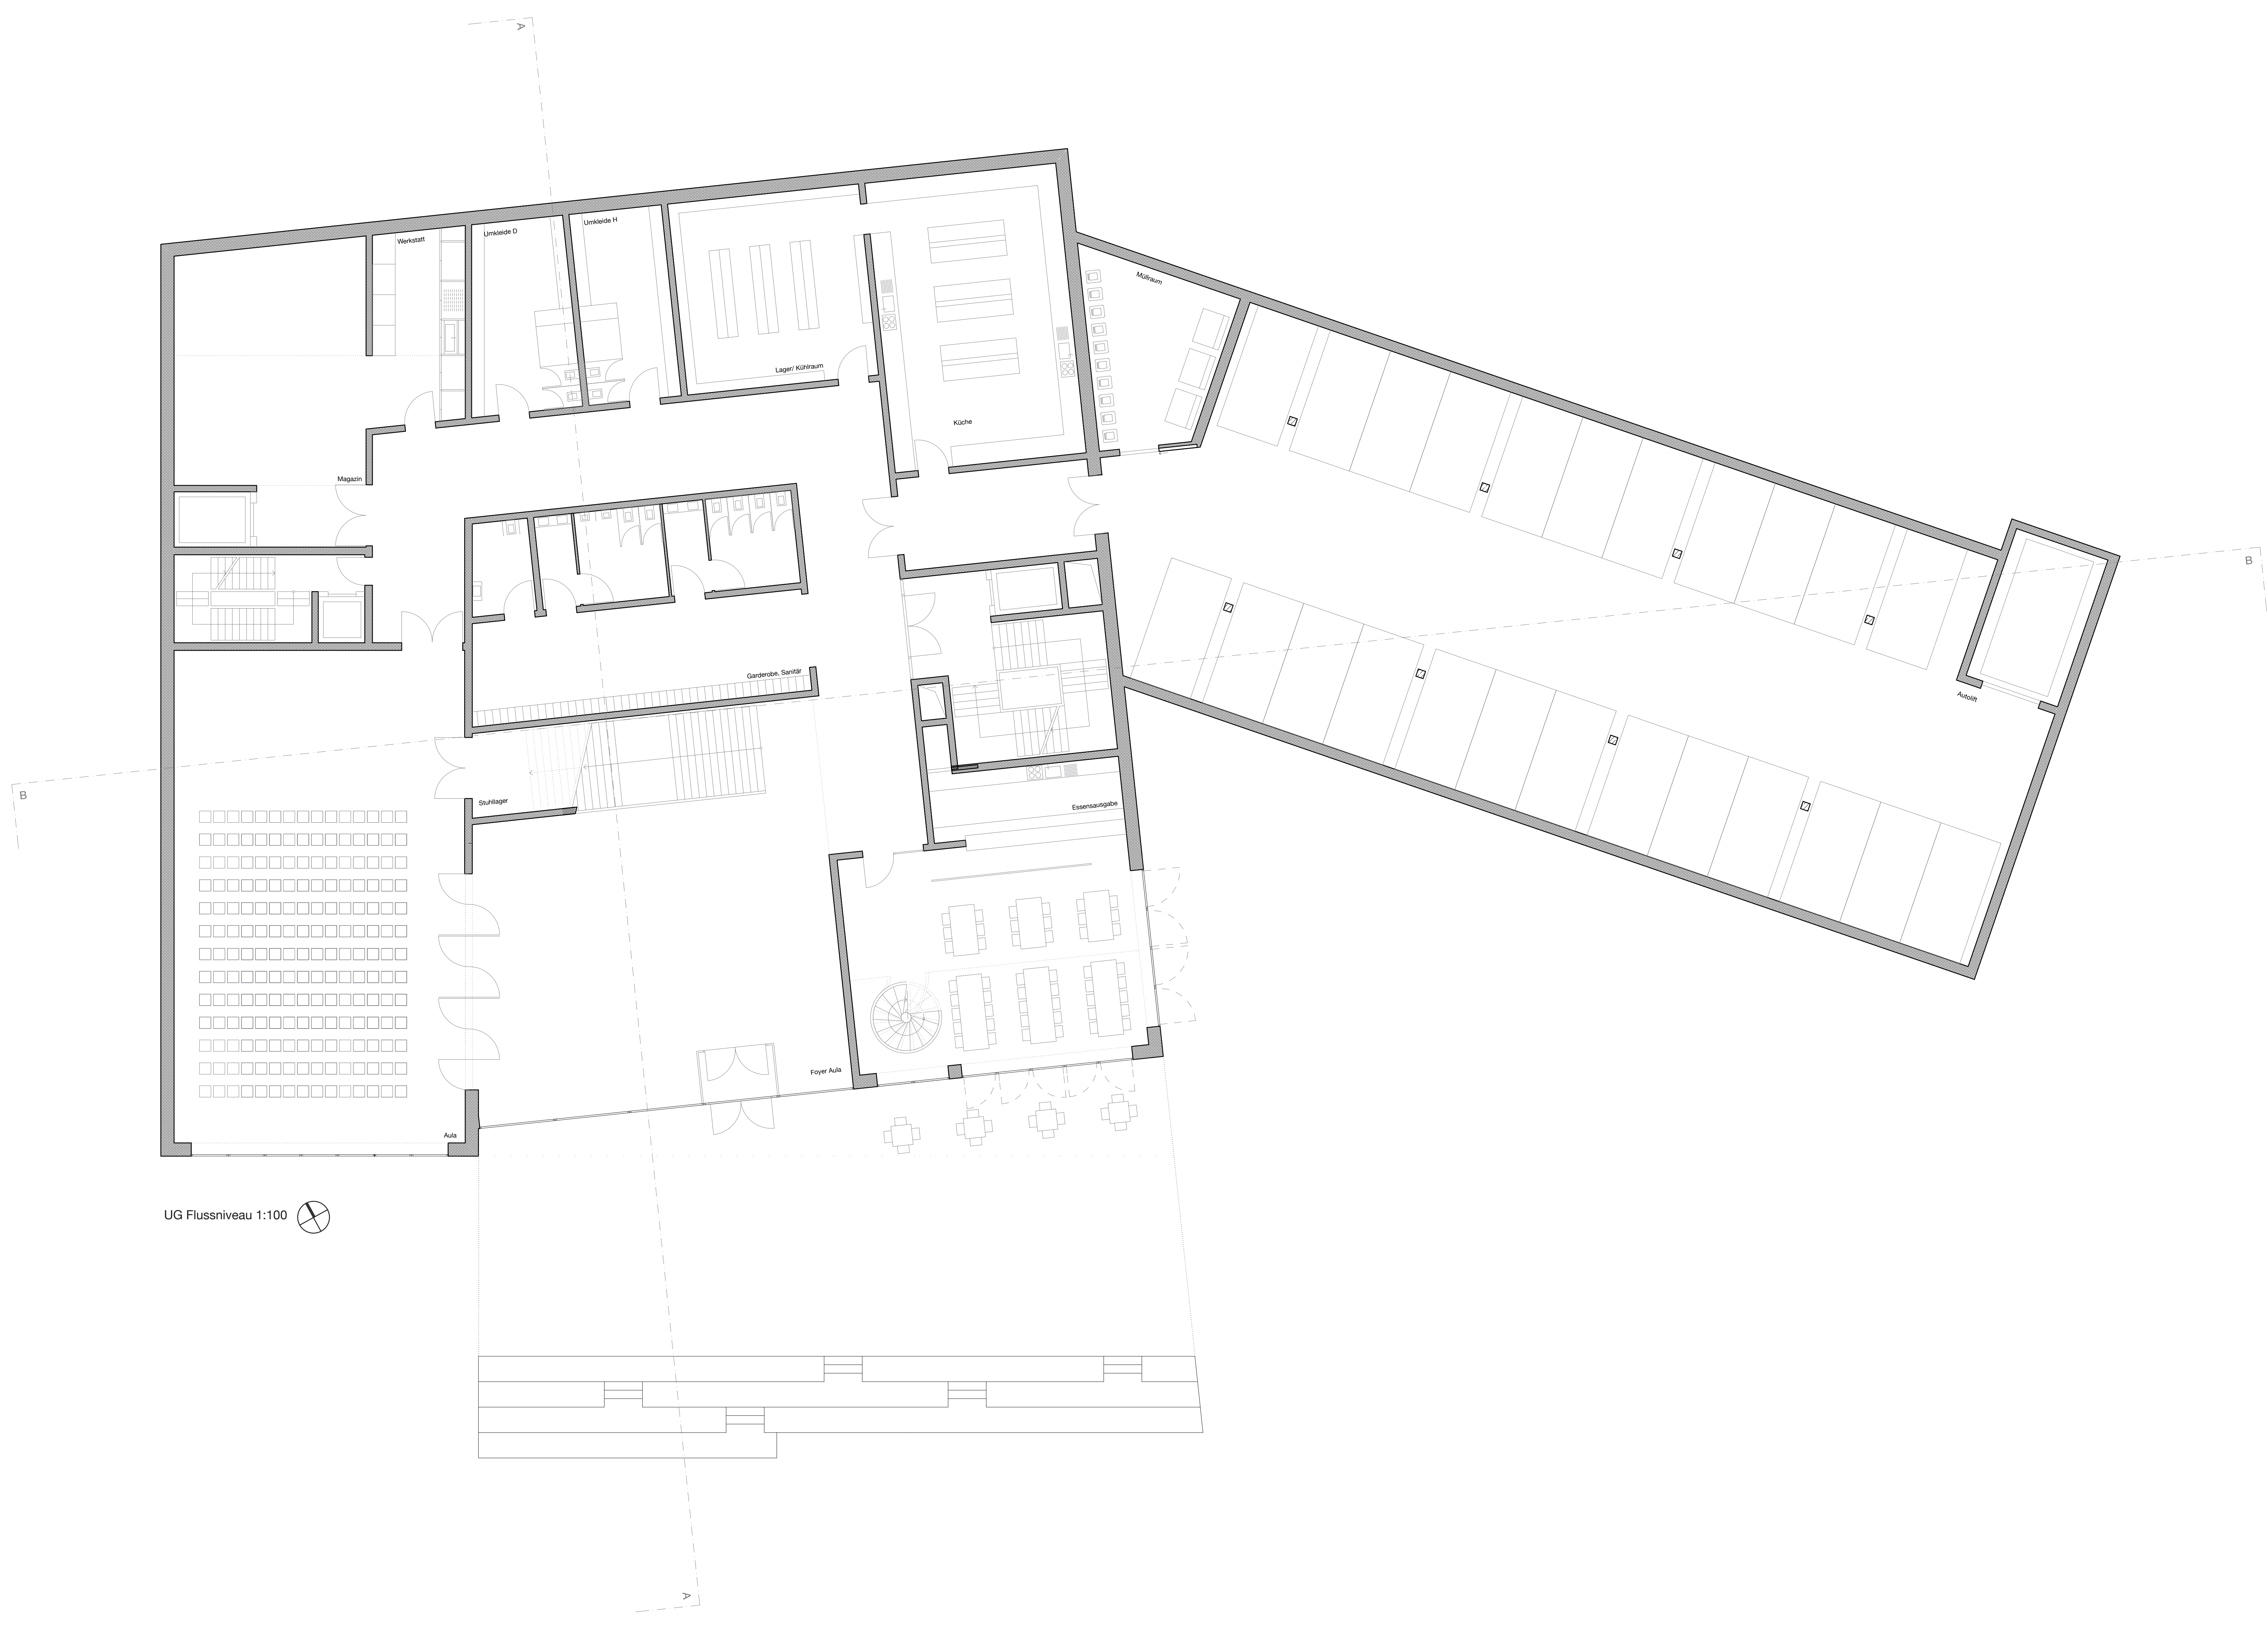 A
Umkleide H
Umkleide D
Werkstatt
Müllraum
Lager/ Kühlraum
Küche
Magazin
B
Garderobe, Sanitär
Autolift
B
Stuhllager
Essensausgabe
Foyer Aula
Aula
UG Flussniveau 1:100
A